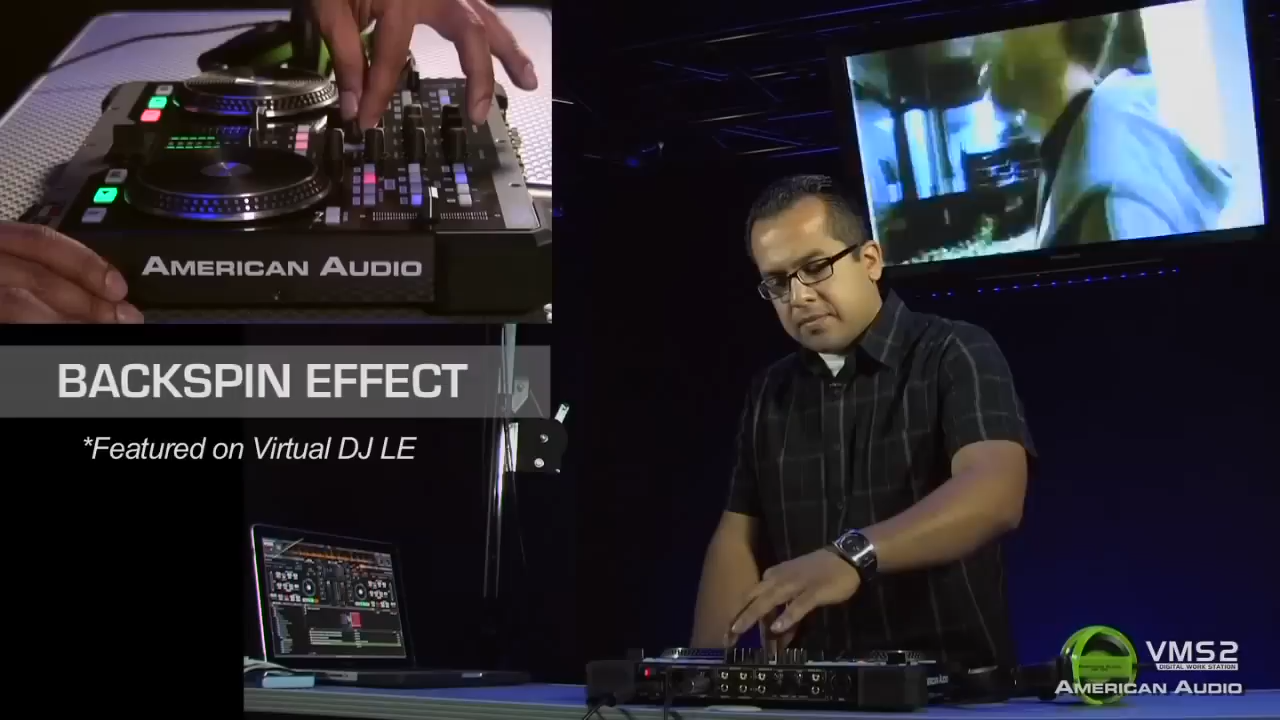 AMERICAN AUDIO
BACKSPIN EFFECT
*Featured on Virtual DJ LE
VMS2
DIGITAL WORK STATION
AMERICAN AUDIO